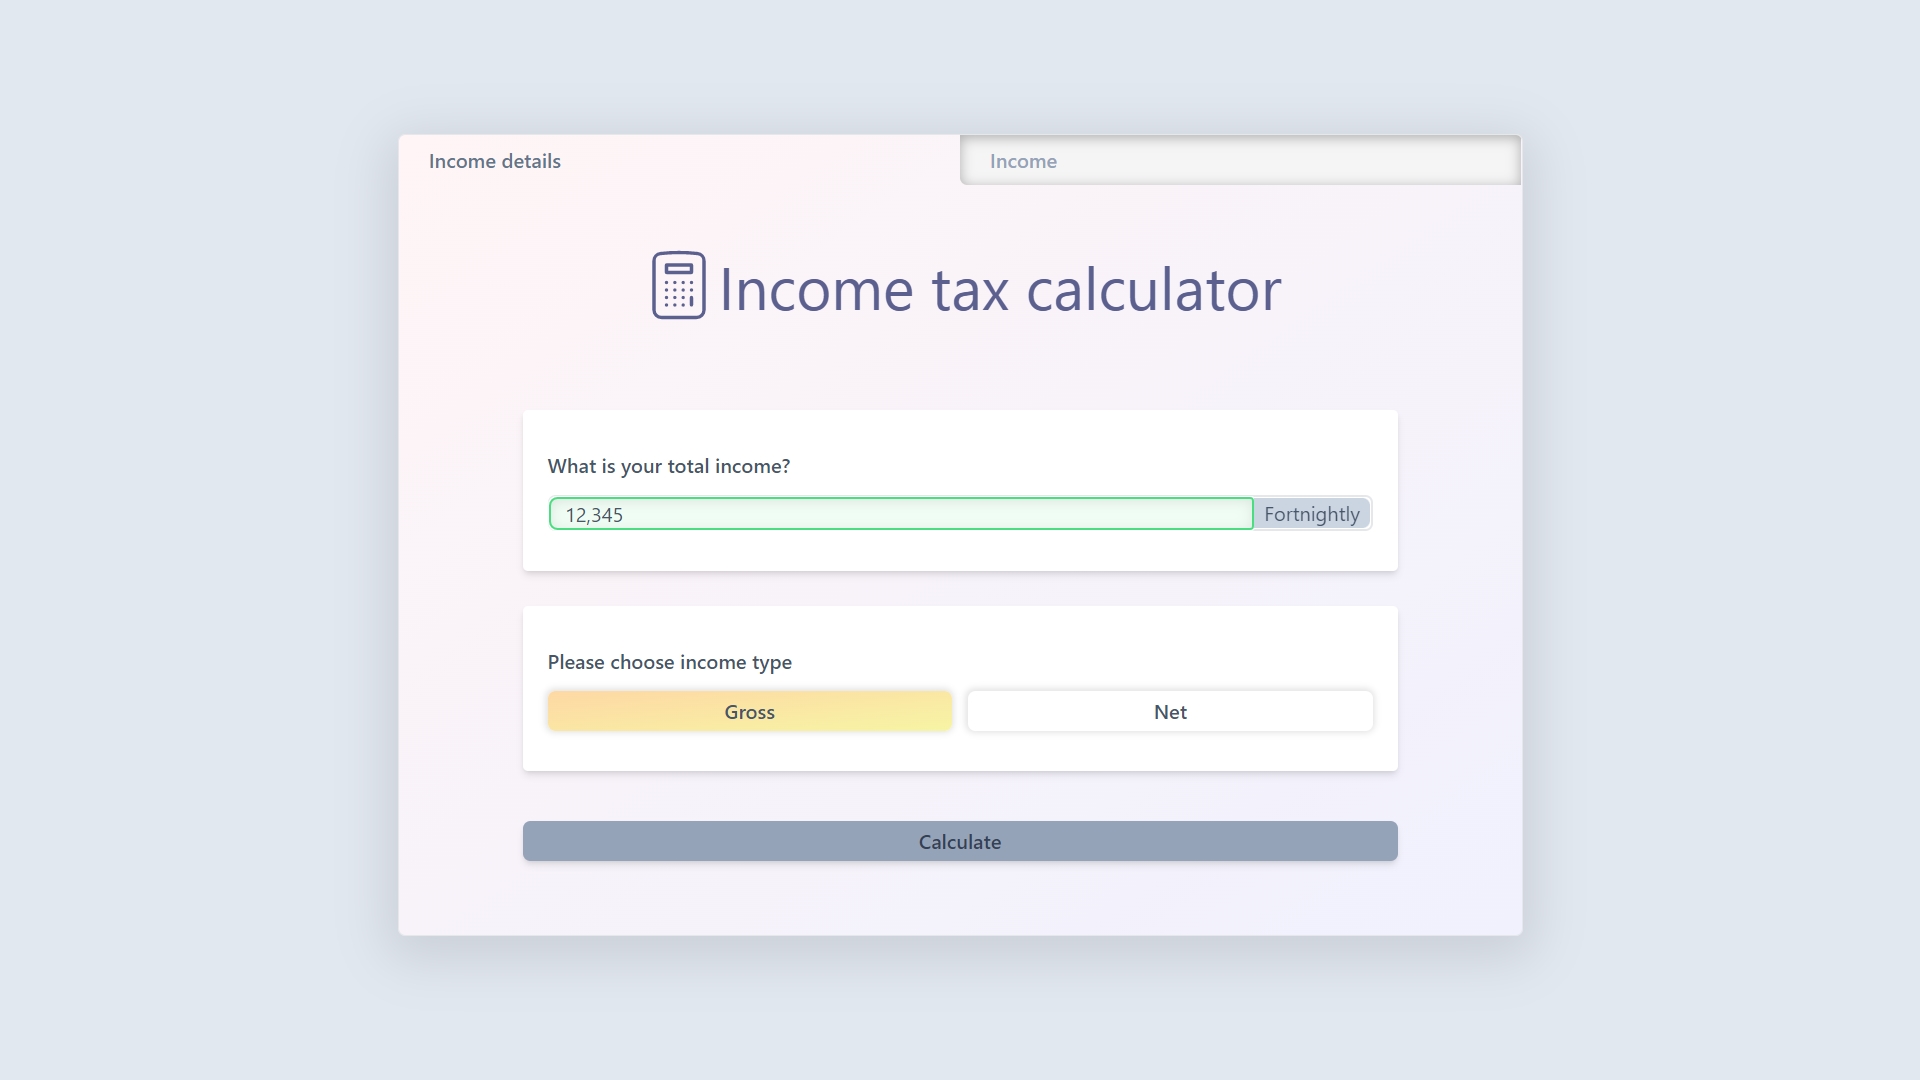 Income details
Income
Income tax calculator
What is your total income?
12,345
Fortnightly
Please choose income type
Gross
Net
Calculate